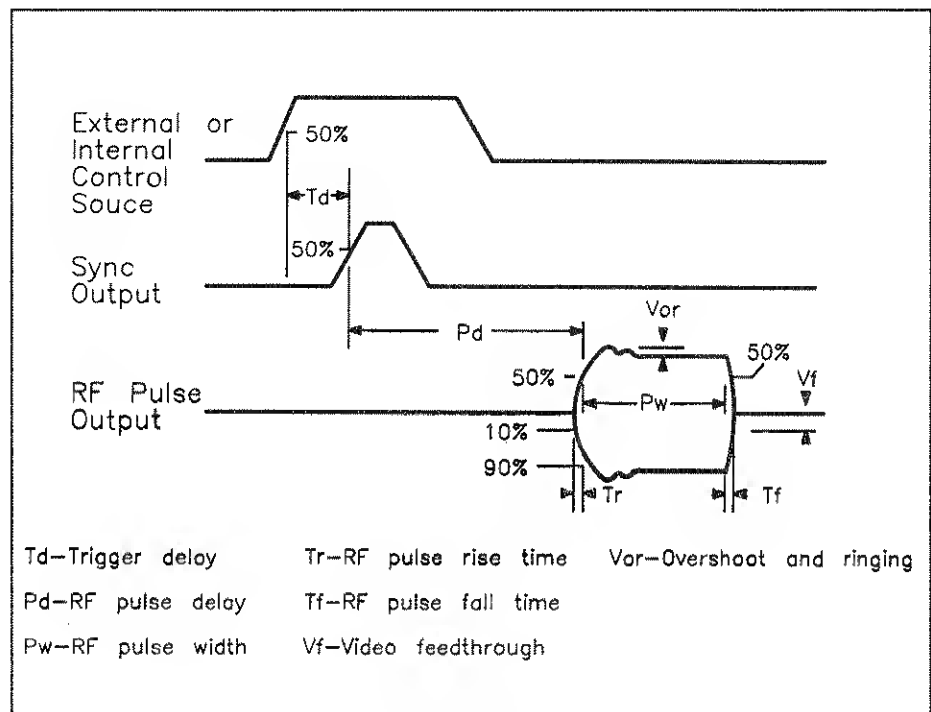 External or
Internal
Control
Souce
50%
Td
50%
Sync
Output
Pd
Vor
50%
50%
Vf
RF Pulse
Output
Pw
10%
90%
Tr
Tf
Td-Trigger delay Tr-RF pulse rise time Vor-Overshoot and ringing
Pd-RF pulse delay Tf-RF pulse fall time
Pw-RF pulse width Vf-Video feedthrough